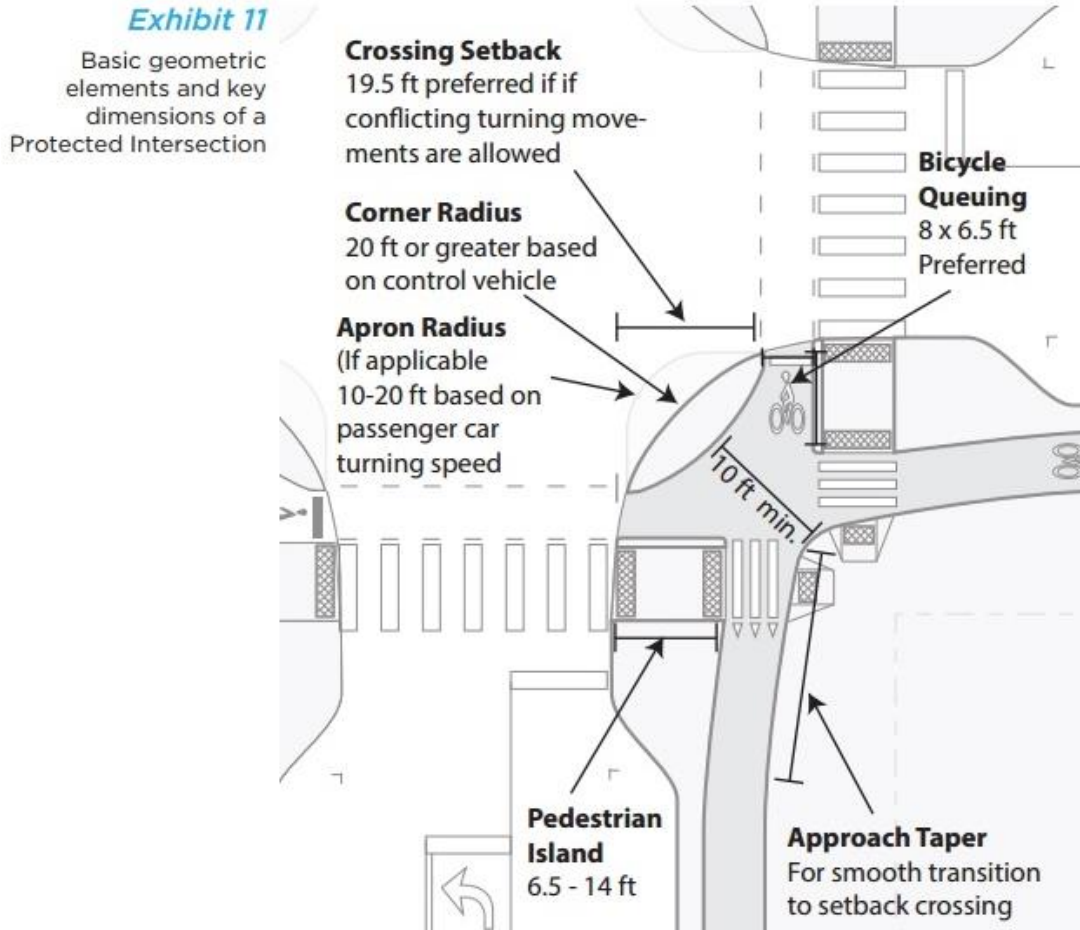 Exhibit 11
Basic geometric
elements and key
dimensions of a
Protected Intersection
Crossing Setback
19.5 ft preferred if if
conflicting turning move-
ments are allowed
Corner Radius
20 ft or greater based
on control vehicle
Apron Radius
(If applicable
10-20 ft based on
passenger car
turning speed
Bicycle
Queuing
8 x 6.5 ft
Preferred
10 ft min.
Pedestrian
Island
6.5 - 14 ft
Approach Taper
For smooth transition
to setback crossing